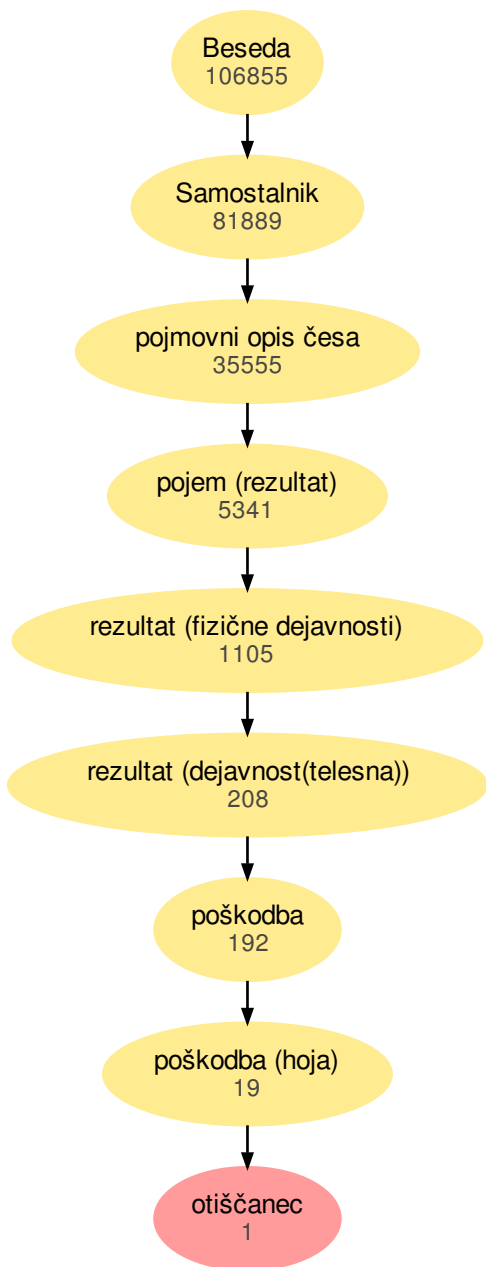 Beseda
106855
Samostalnik
81889
pojmovni opis česa
35555
pojem (rezultat)
5341
rezultat (fizične dejavnosti)
1105
rezultat (dejavnost(telesna))
208
poškodba
192
poškodba (hoja)
19
otiščanec
1